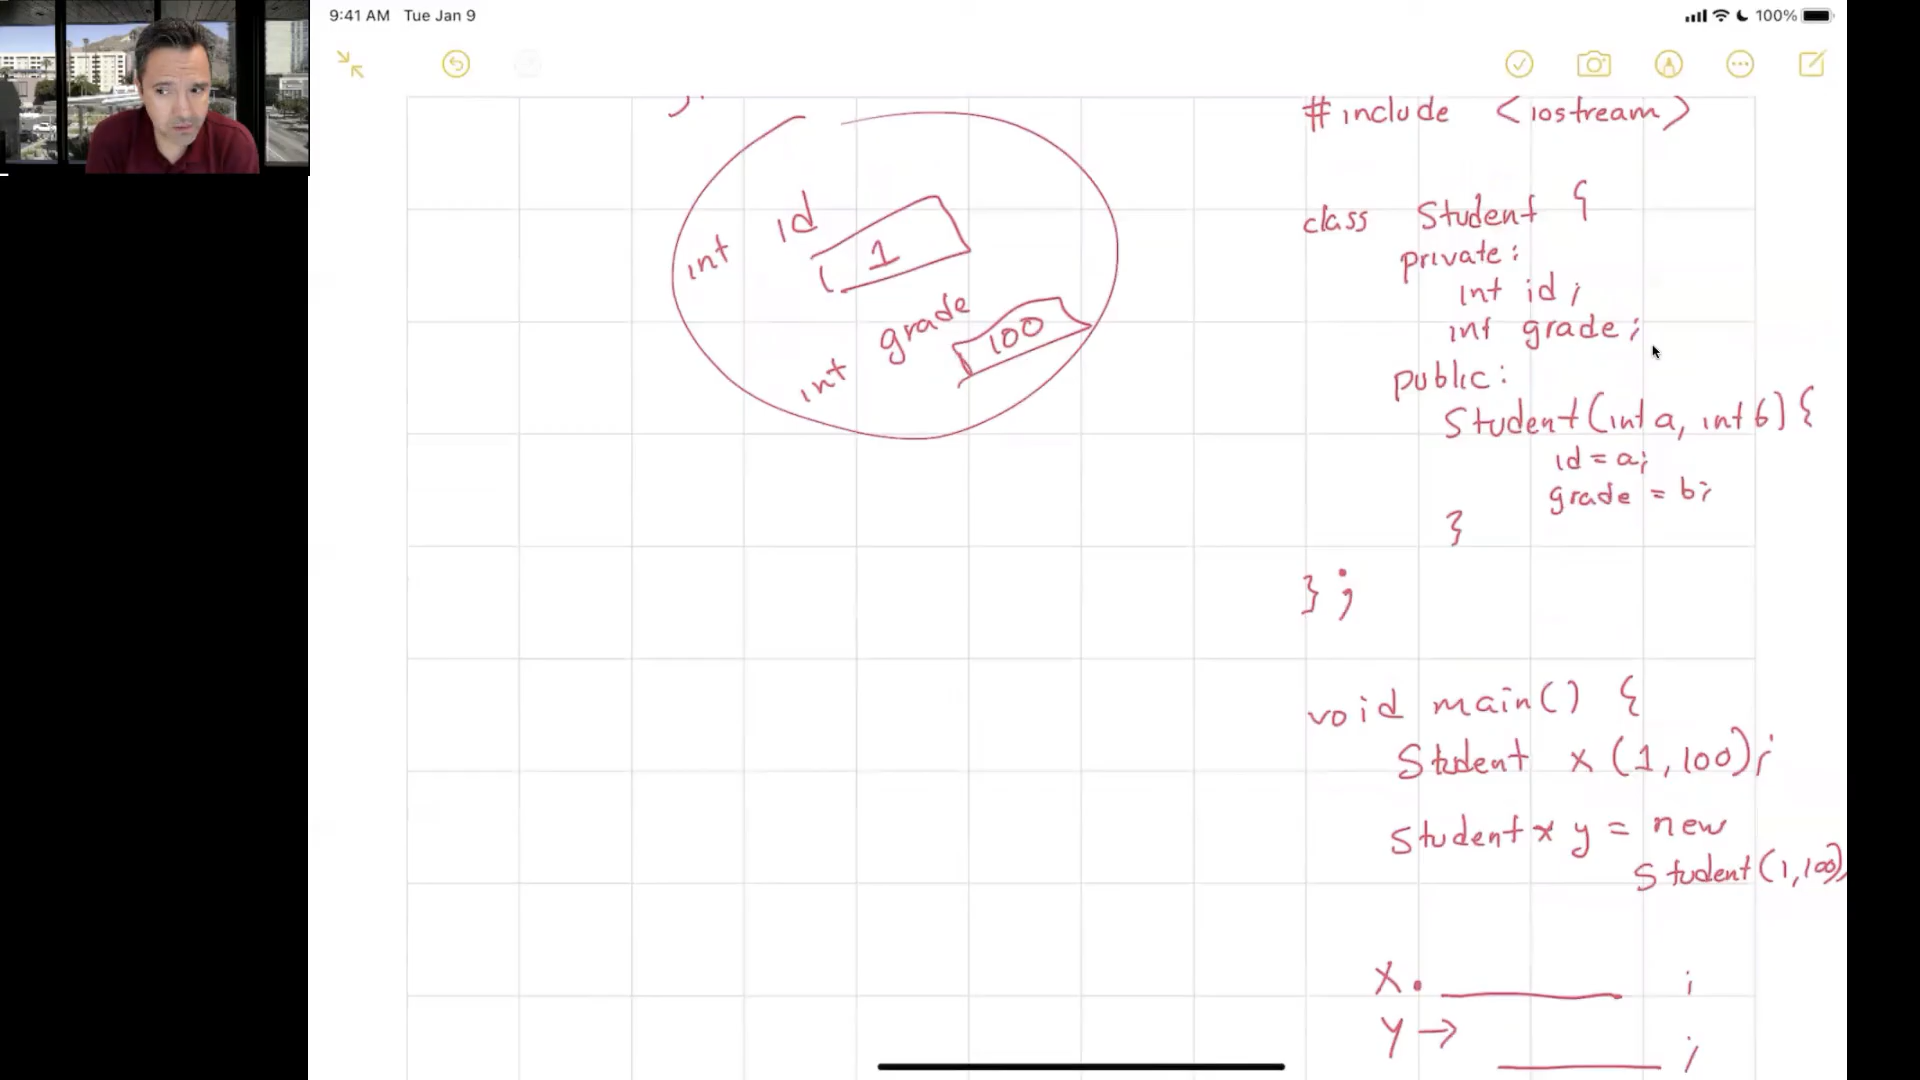 9:41 AM Tue Jan 9
100%
int id
1
int grade
100
#include <iostream>
class Student {
private:
int id;
int grade;
public:
Student(int a, int b) {
id = a;
grade = b;
}
};
void main() {
Student x (1, 100);
Student* y = new
Student(1, 100)
x. ______ ;
y → ______ ;